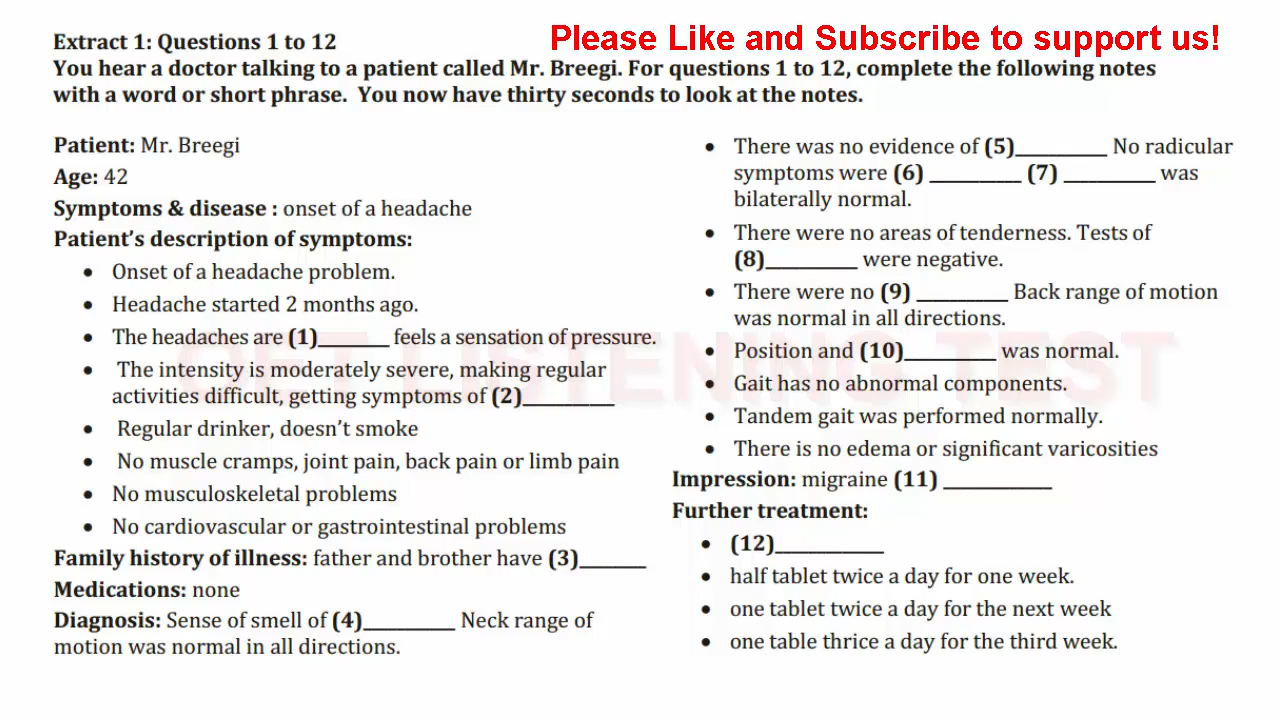 Please Like and Subscribe to support us!
Extract 1: Questions 1 to 12
You hear a doctor talking to a patient called Mr. Breegi. For questions 1 to 12, complete the following notes
with a word or short phrase. You now have thirty seconds to look at the notes.
Patient: Mr. Breegi
Age: 42
Symptoms & disease : onset of a headache
Patient's description of symptoms:
• Onset of a headache problem.
• Headache started 2 months ago.
• The headaches are (1)________ feels a sensation of pressure.
• The intensity is moderately severe, making regular
activities difficult, getting symptoms of (2)__________
• Regular drinker, doesn't smoke
• No muscle cramps, joint pain, back pain or limb pain
• No musculoskeletal problems
• No cardiovascular or gastrointestinal problems
Family history of illness: father and brother have (3)_______
Medications: none
Diagnosis: Sense of smell of (4)__________ Neck range of
motion was normal in all directions.
• There was no evidence of (5)__________ No radicular
symptoms were (6) __________ (7) __________ was
bilaterally normal.
• There were no areas of tenderness. Tests of
(8)__________ were negative.
• There were no (9) __________ Back range of motion
was normal in all directions.
• Position and (10)__________ was normal.
• Gait has no abnormal components.
• Tandem gait was performed normally.
• There is no edema or significant varicosities
Impression: migraine (11) ____________
Further treatment:
• (12)____________
• half tablet twice a day for one week.
• one tablet twice a day for the next week
• one table thrice a day for the third week.
OET LISTENING TEST